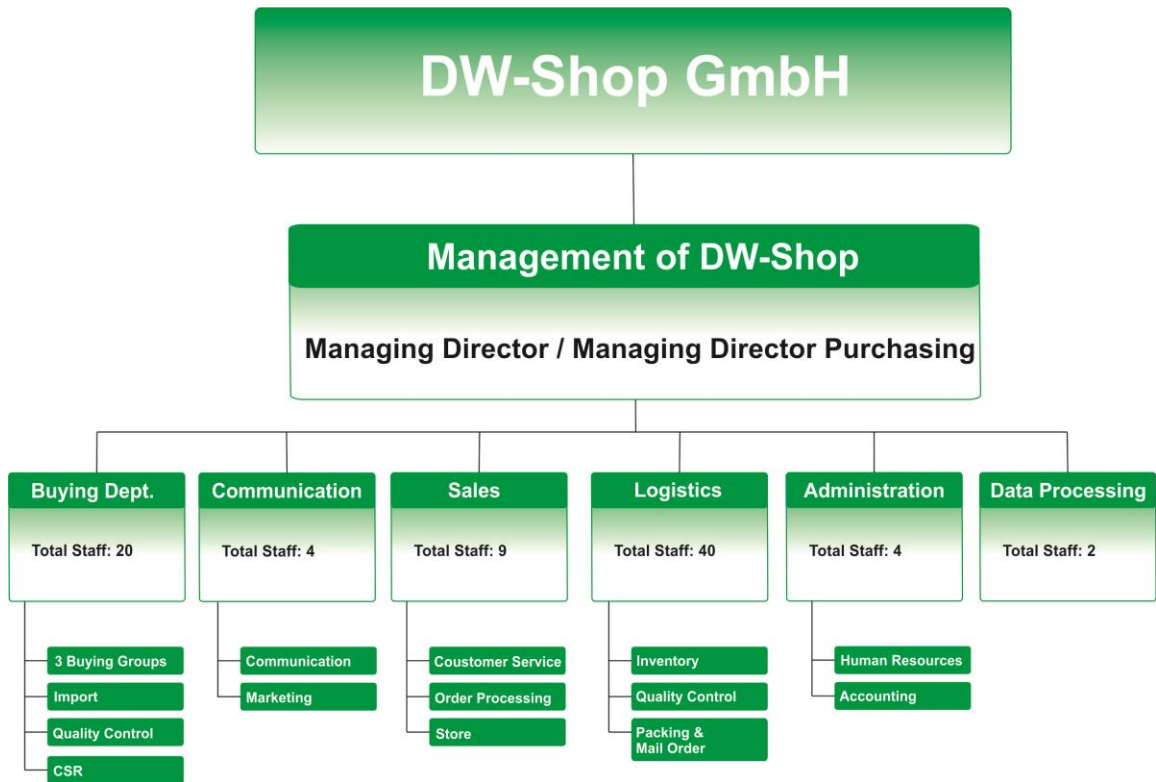 DW-Shop GmbH
Management of DW-Shop
Managing Director / Managing Director Purchasing
Buying Dept.
Total Staff: 20
3 Buying Groups
Import
Quality Control
CSR
Communication
Total Staff: 4
Communication
Marketing
Sales
Total Staff: 9
Coustomer Service
Order Processing
Store
Logistics
Total Staff: 40
Inventory
Quality Control
Packing &
Mail Order
Administration
Total Staff: 4
Human Resources
Accounting
Data Processing
Total Staff: 2